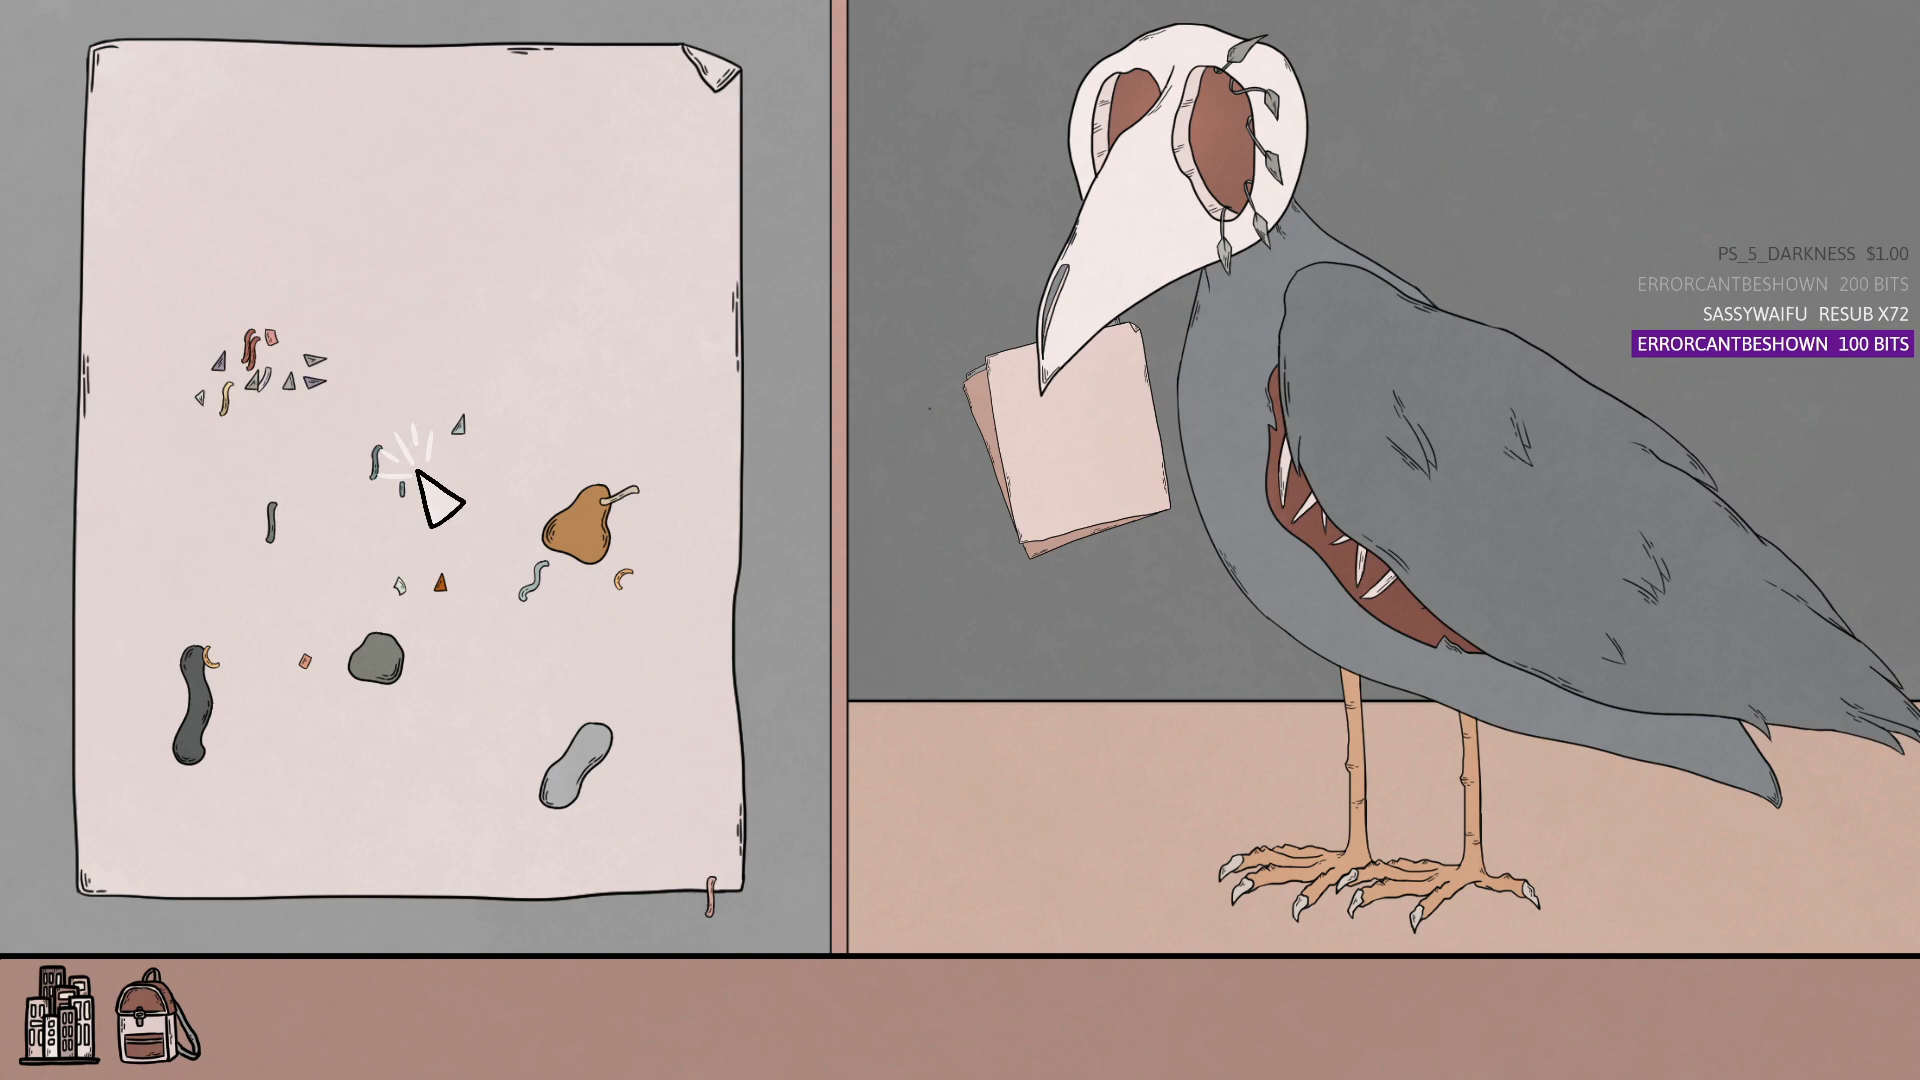 PS_5_DARKNESS $1.00
ERRORCANTBESHOWN 200 BITS
SASSYWAIFU RESUB X72
ERRORCANTBESHOWN 100 BITS